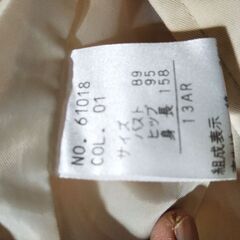 NO. 61018
COL. 01
サイズ
バスト 89
ヒップ 95
身長 158
13AR
組成表示